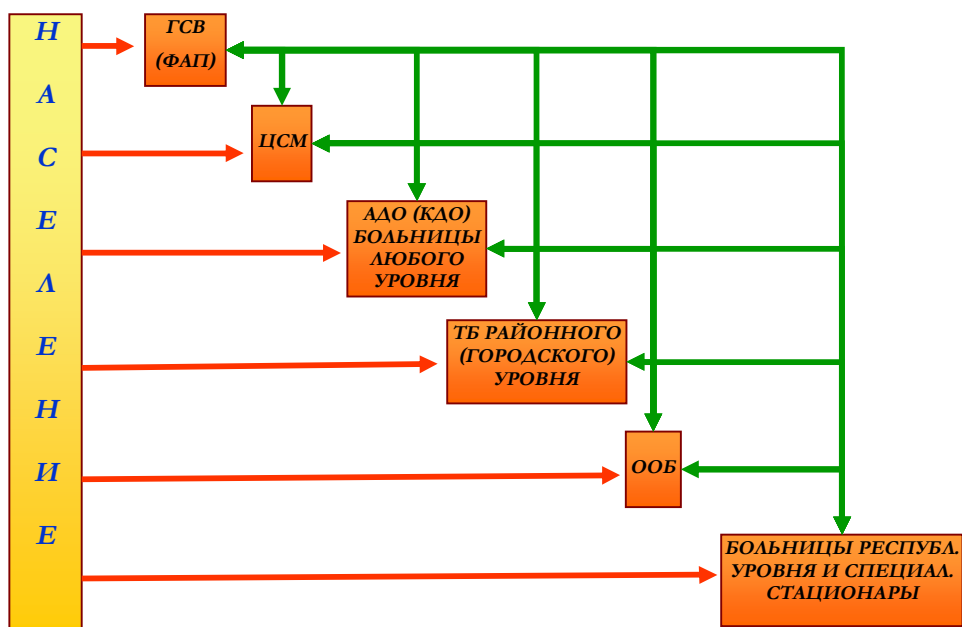 Н
А
С
Е
Л
Е
Н
И
Е
ГСВ
(ФАП)
ЦСМ
АДО (КДО)
БОЛЬНИЦЫ
ЛЮБОГО
УРОВНЯ
ТБ РАЙОННОГО
(ГОРОДСКОГО)
УРОВНЯ
ООБ
БОЛЬНИЦЫ РЕСПУБЛ.
УРОВНЯ И СПЕЦИАЛ.
СТАЦИОНАРЫ